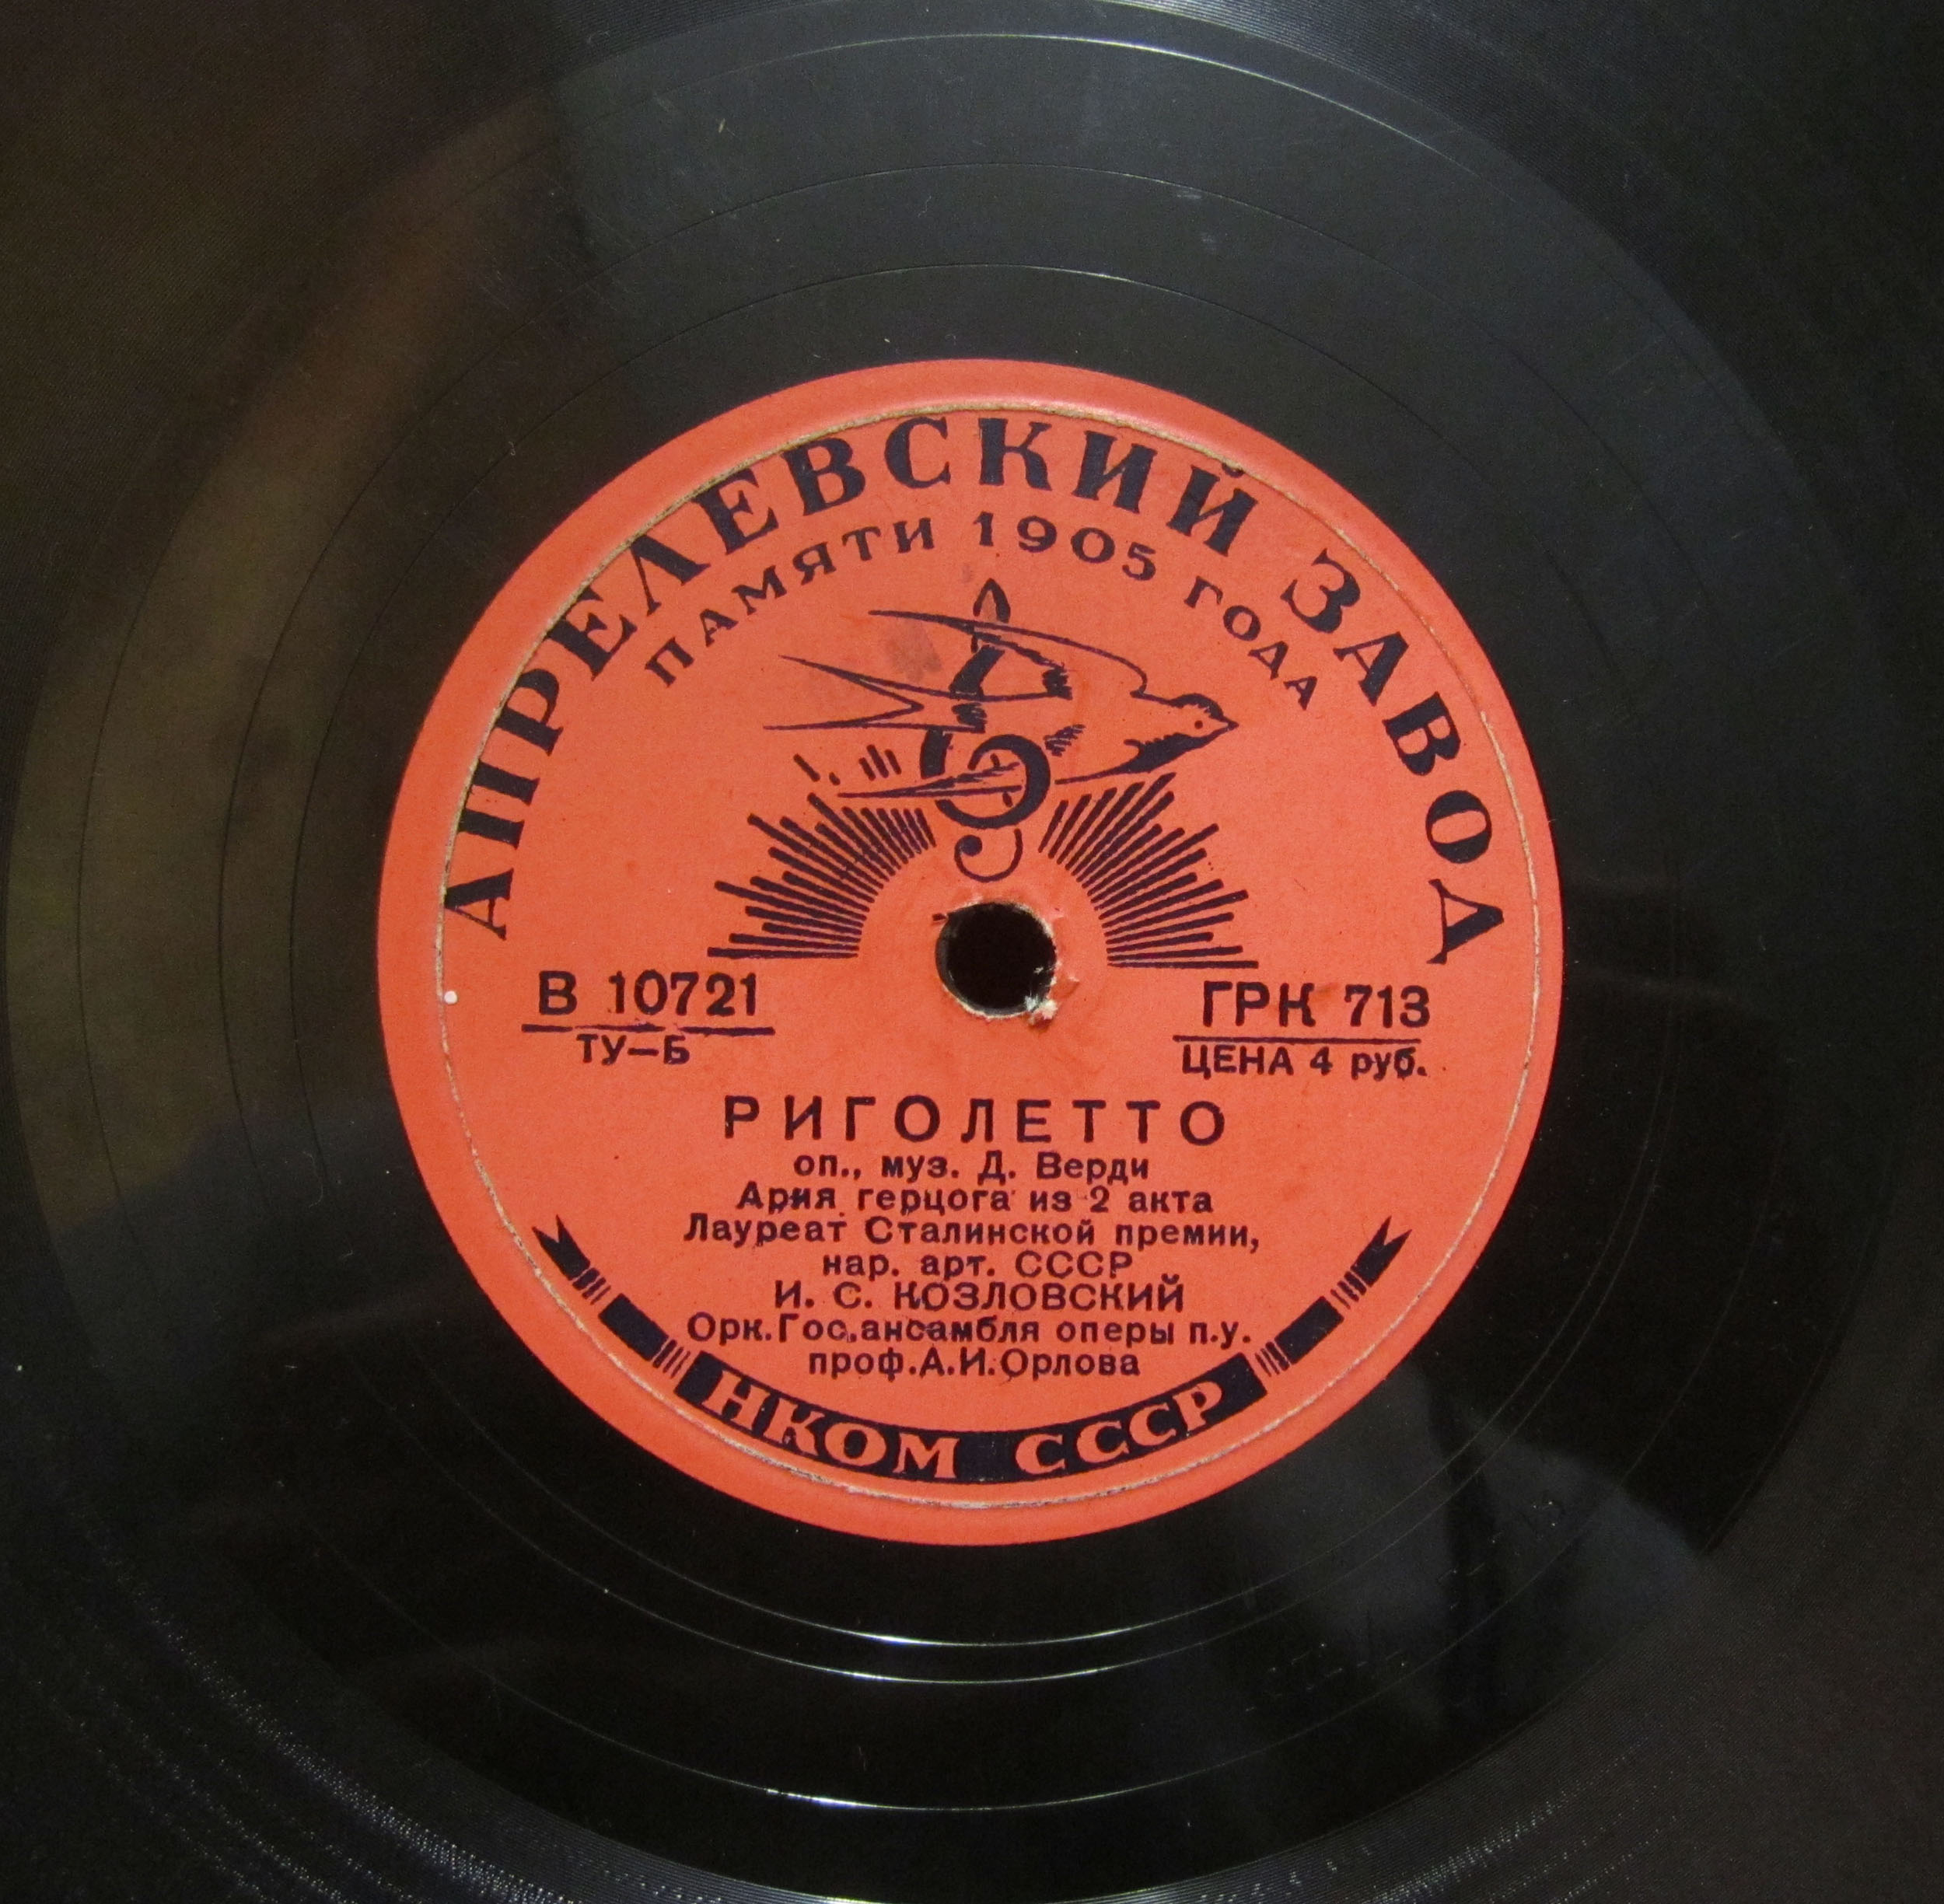 АПРЕЛЕВСКИЙ ЗАВОД
ПАМЯТИ 1905 ГОДА
В 10721
ТУ–Б
ГРК 713
ЦЕНА 4 руб.
РИГОЛЕТТО
оп., муз. Д. Верди
Ария герцога из 2 акта
Лауреат Сталинской премии,
нар. арт. СССР
И. С. КОЗЛОВСКИЙ
Орк.Гос.ансамбля оперы п.у.
проф.А.И.Орлова
НКОМ СССР